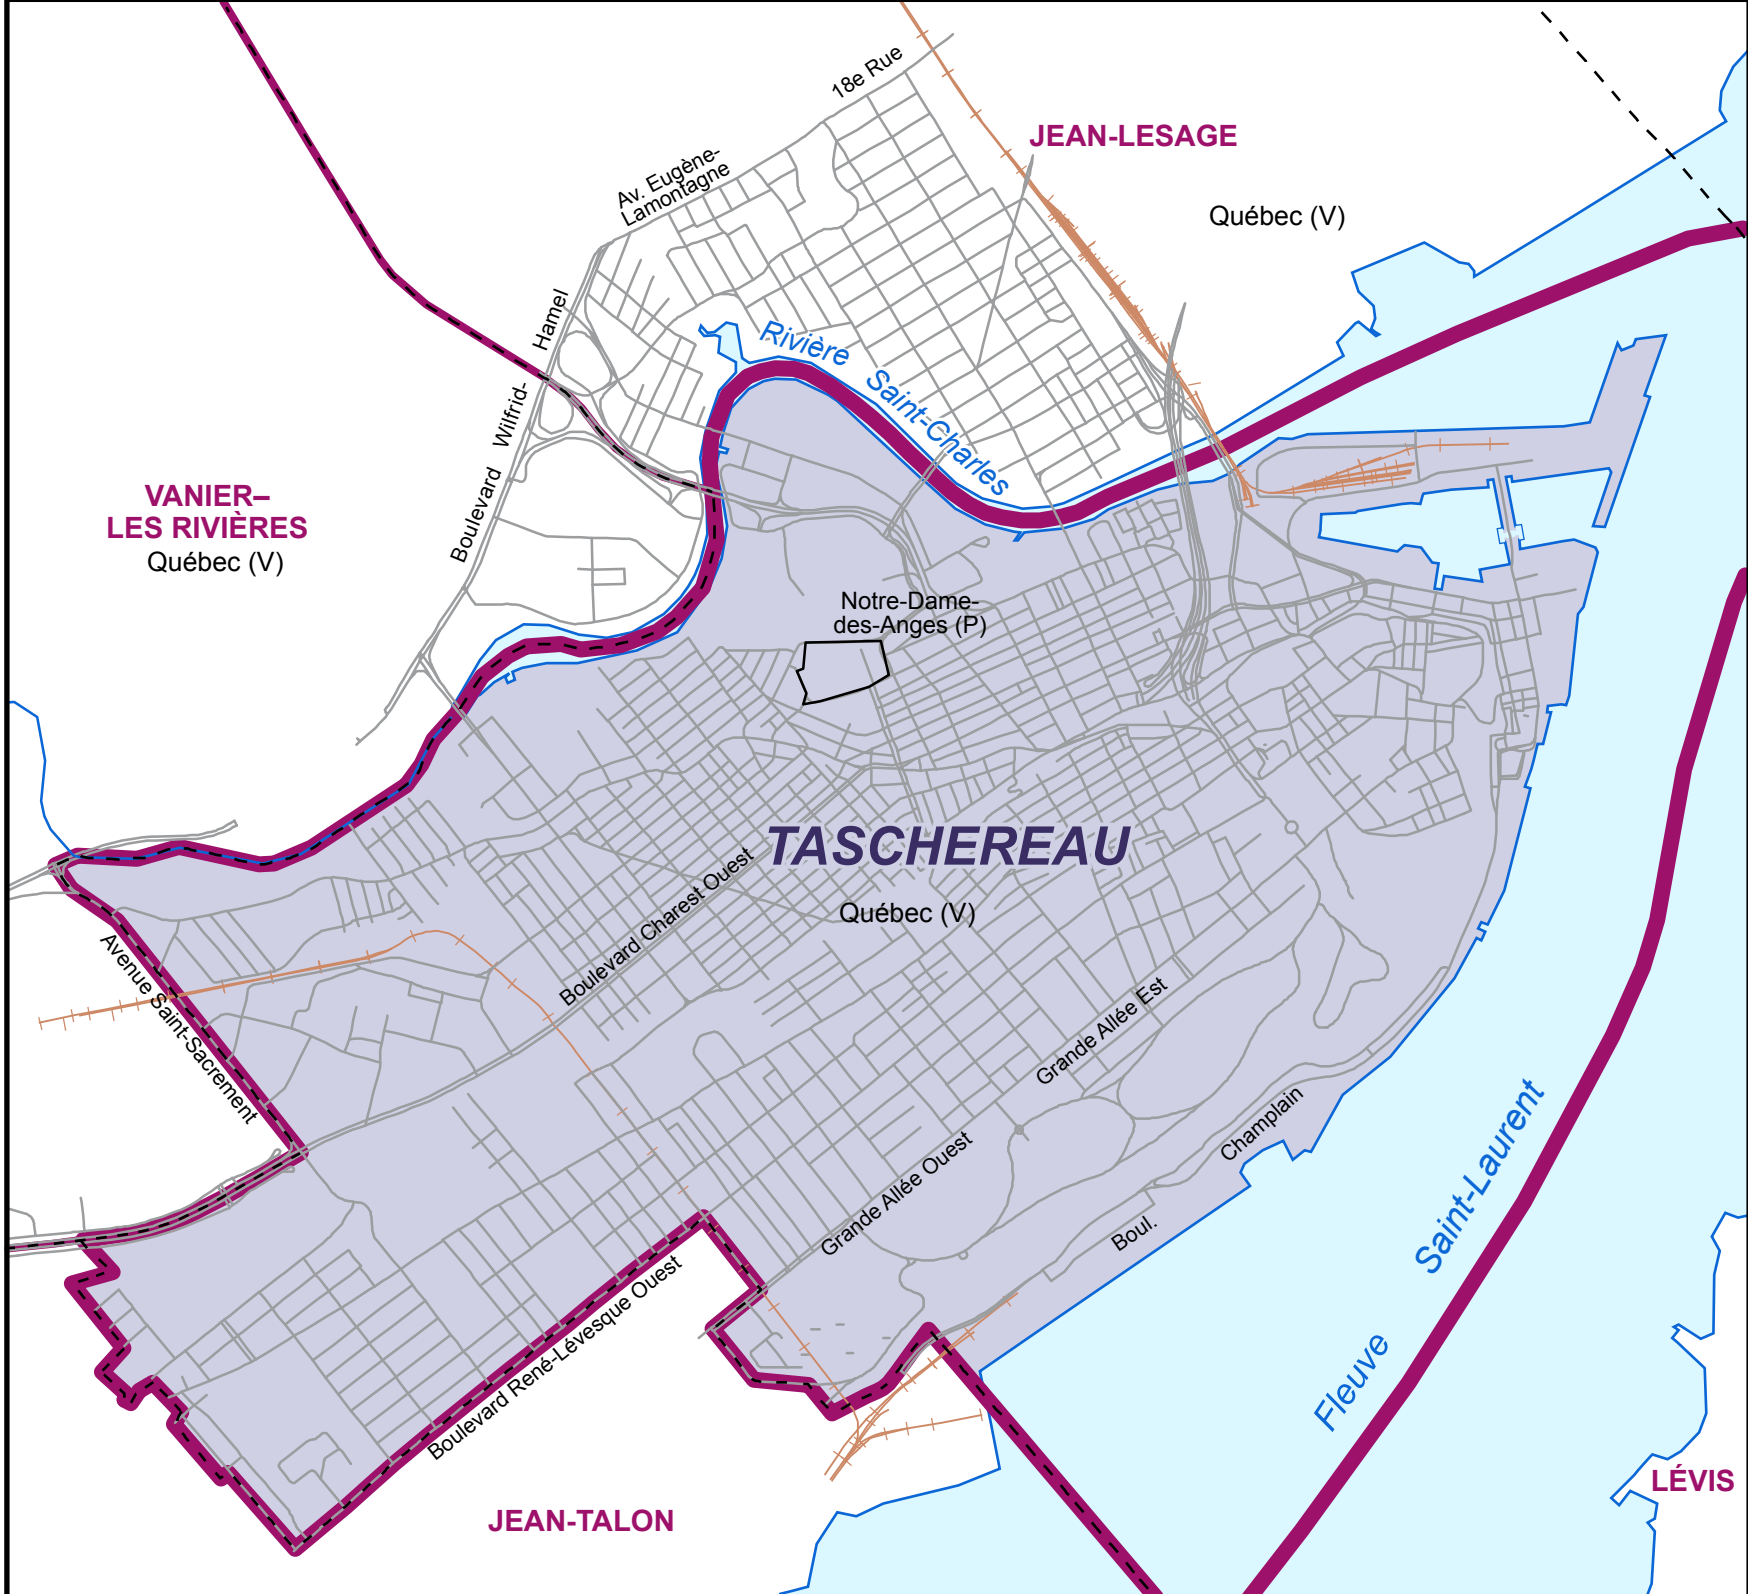 18e Rue
JEAN-LESAGE
Québec (V)
Av. Eugène-
Lamontagne
Boulevard Wilfrid- Hamel
Rivière Saint-Charles
VANIER–
LES RIVIÈRES
Québec (V)
Notre-Dame-
des-Anges (P)
TASCHEREAU
Québec (V)
Boulevard Charest Ouest
Avenue Saint-Sacrement
Grande Allée Est
Grande Allée Ouest
Boul. Champlain
Boulevard René-Lévesque Ouest
Fleuve Saint-Laurent
JEAN-TALON
LÉVIS